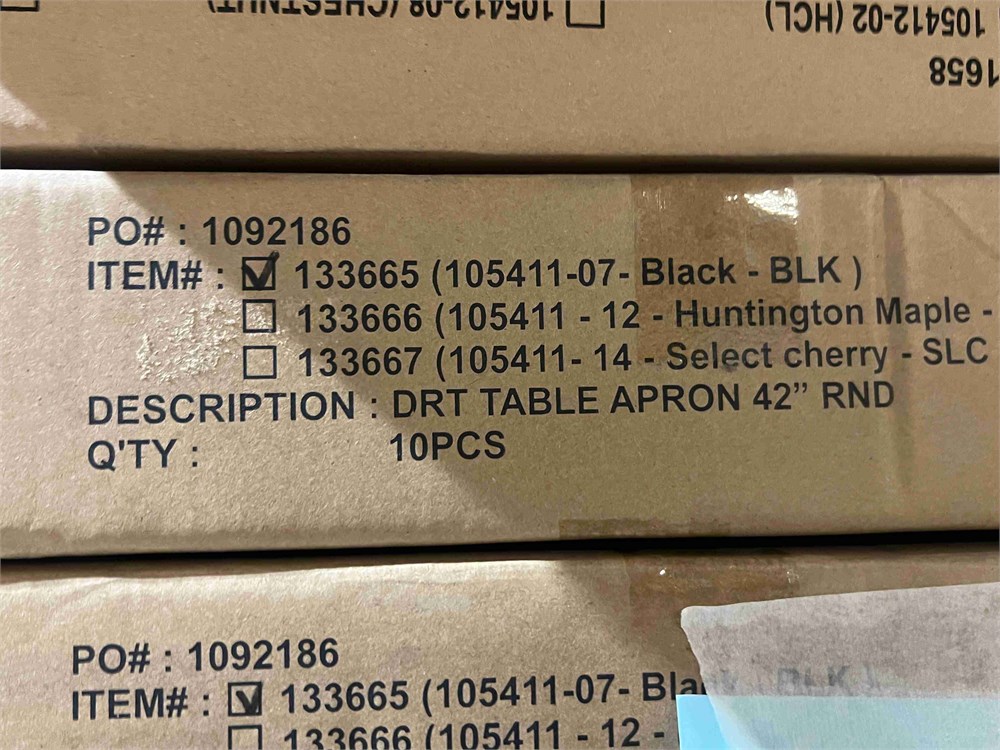 105412-08 (CHESTNUT)
105412-02 (HCL)
1658
PO# : 1092186
ITEM# : ☑ 133665 (105411-07- Black - BLK )
☐ 133666 (105411 - 12 - Huntington Maple -
☐ 133667 (105411- 14 - Select cherry - SLC
DESCRIPTION : DRT TABLE APRON 42” RND
Q'TY : 10PCS
PO# : 1092186
ITEM# : ☑ 133665 (105411-07- Black - BLK )
☐ 133666 (105411 - 12 -